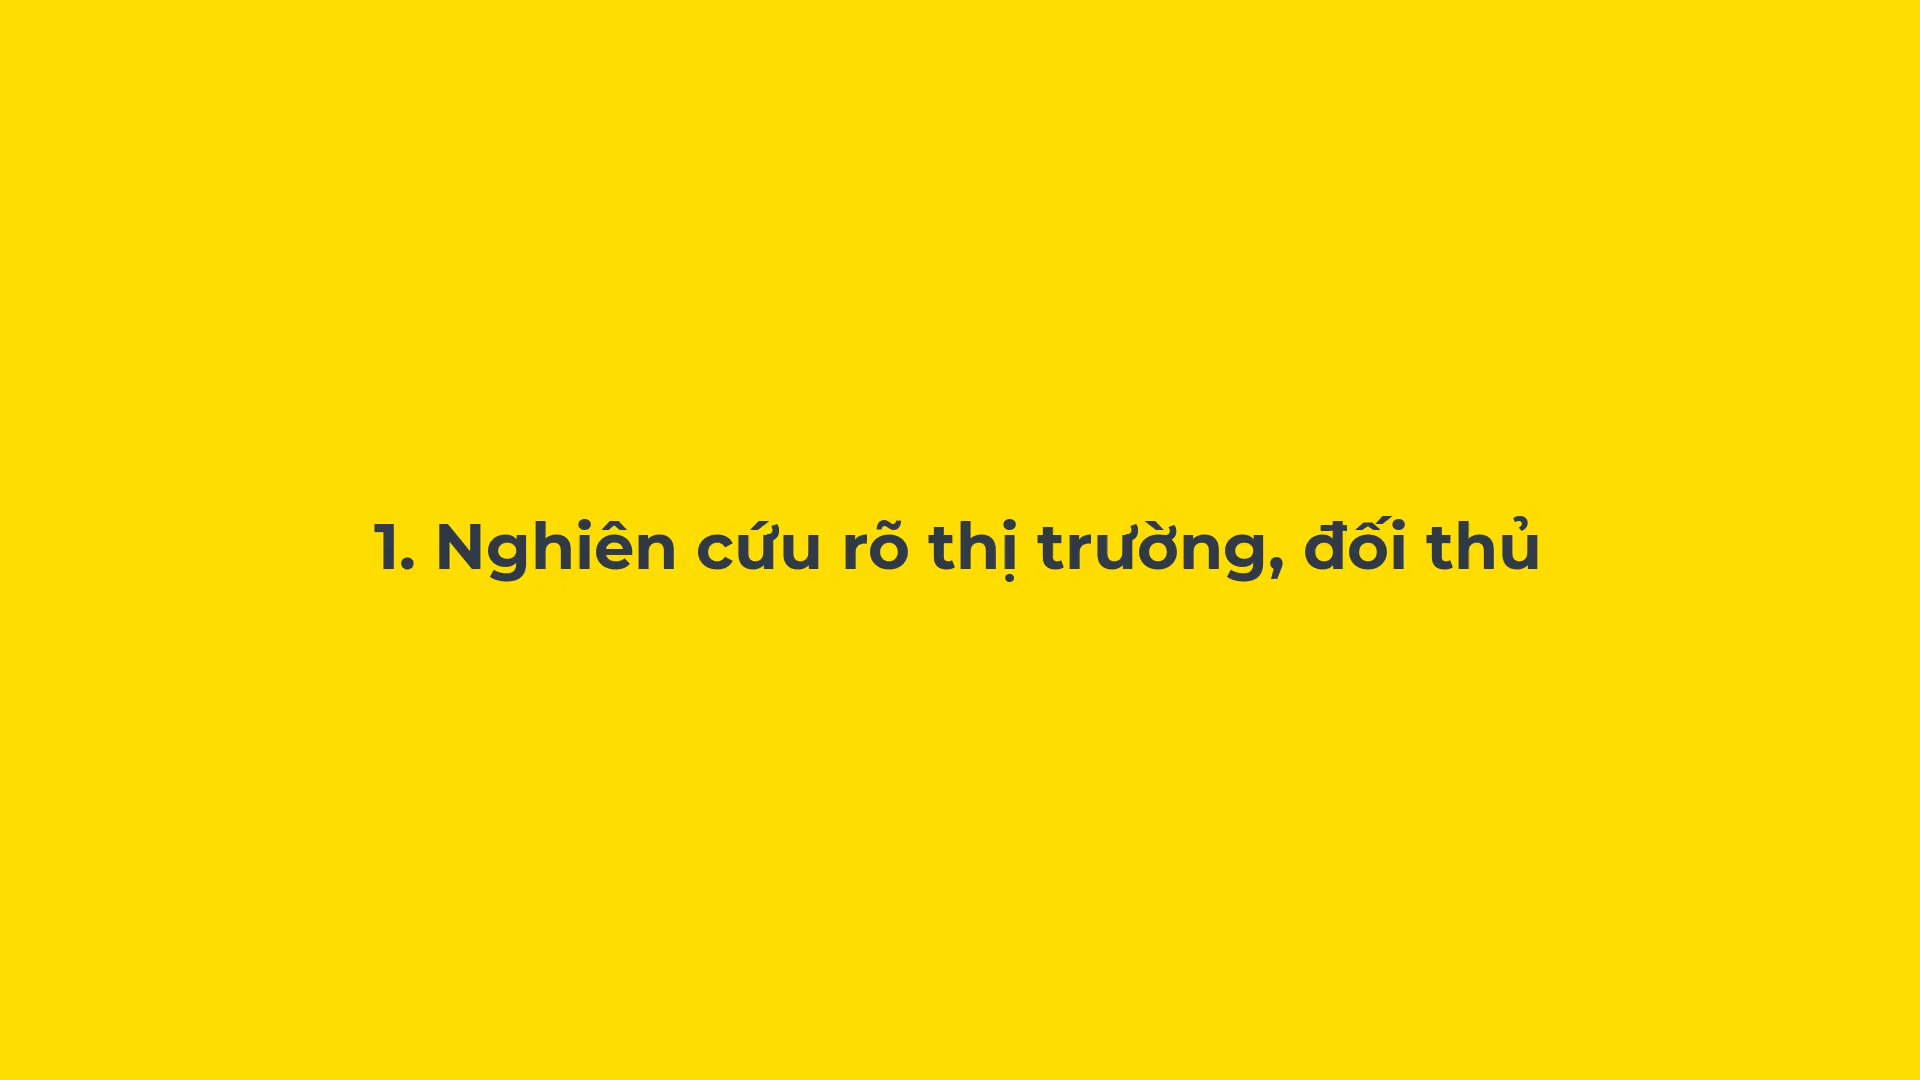 1. Nghiên cứu rõ thị trường, đối thủ